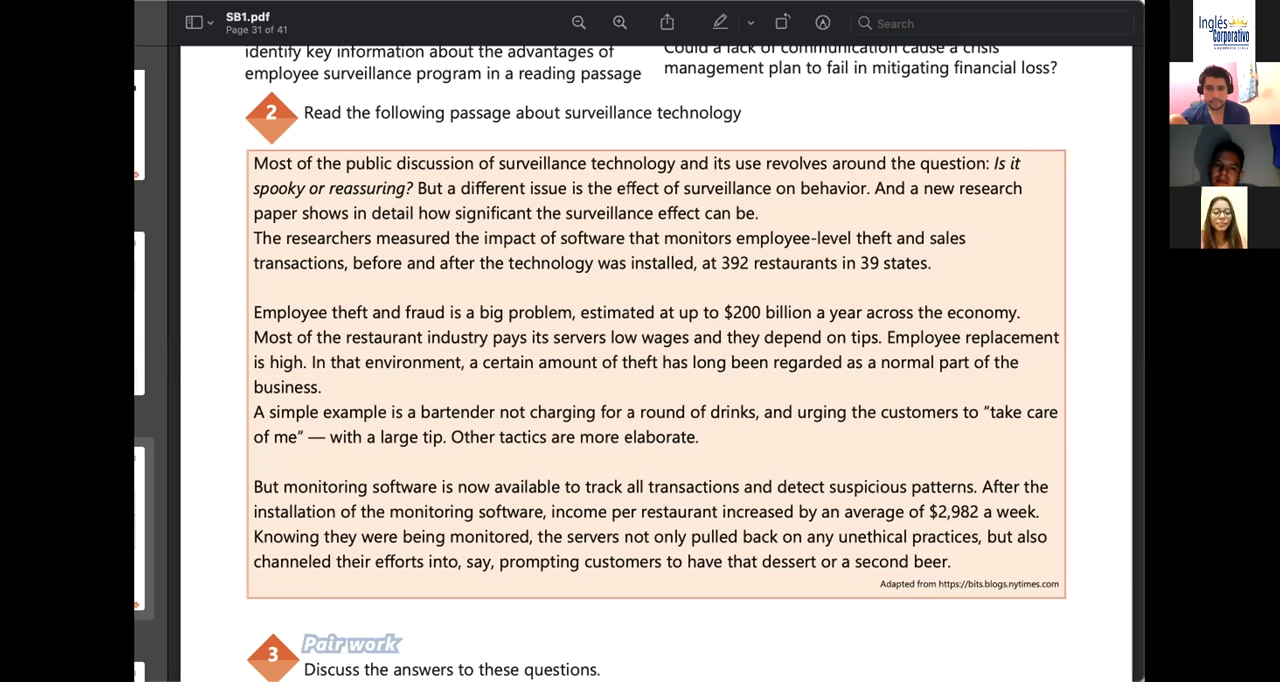 SB1.pdf
Page 31 of 41
Search
Inglés
Corporativo
identify key information about the advantages of
employee surveillance program in a reading passage
Could a lack of communication cause a crisis
management plan to fail in mitigating financial loss?
2 Read the following passage about surveillance technology
Most of the public discussion of surveillance technology and its use revolves around the question: Is it
spooky or reassuring? But a different issue is the effect of surveillance on behavior. And a new research
paper shows in detail how significant the surveillance effect can be.
The researchers measured the impact of software that monitors employee-level theft and sales
transactions, before and after the technology was installed, at 392 restaurants in 39 states.
Employee theft and fraud is a big problem, estimated at up to $200 billion a year across the economy.
Most of the restaurant industry pays its servers low wages and they depend on tips. Employee replacement
is high. In that environment, a certain amount of theft has long been regarded as a normal part of the
business.
A simple example is a bartender not charging for a round of drinks, and urging the customers to “take care
of me” — with a large tip. Other tactics are more elaborate.
But monitoring software is now available to track all transactions and detect suspicious patterns. After the
installation of the monitoring software, income per restaurant increased by an average of $2,982 a week.
Knowing they were being monitored, the servers not only pulled back on any unethical practices, but also
channeled their efforts into, say, prompting customers to have that dessert or a second beer.
Adapted from https://bits.blogs.nytimes.com
3 Pair work
Discuss the answers to these questions.